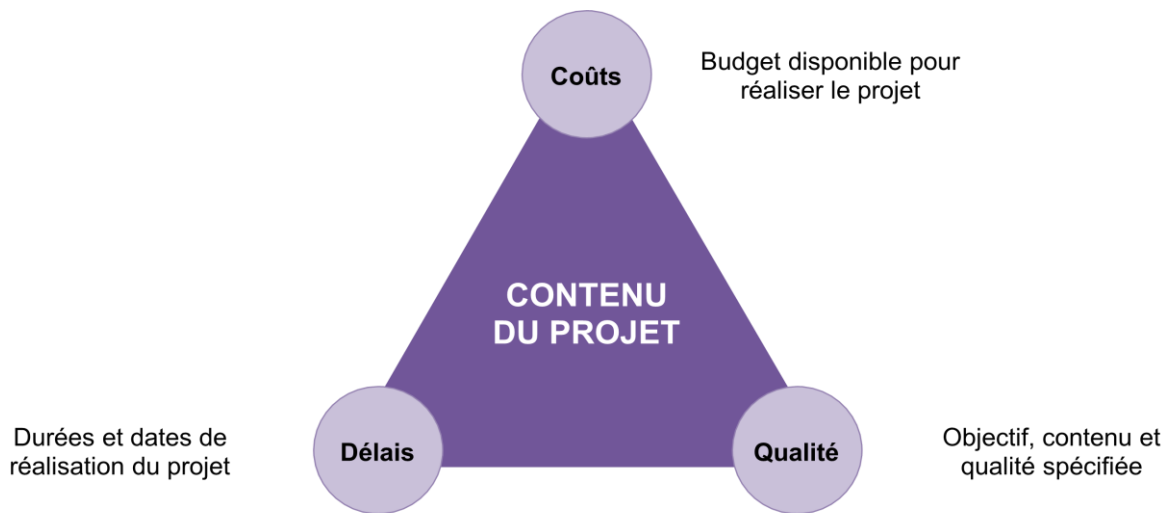 Coûts
Budget disponible pour
réaliser le projet
CONTENU
DU PROJET
Durées et dates de
réalisation du projet
Délais
Qualité
Objectif, contenu et
qualité spécifiée